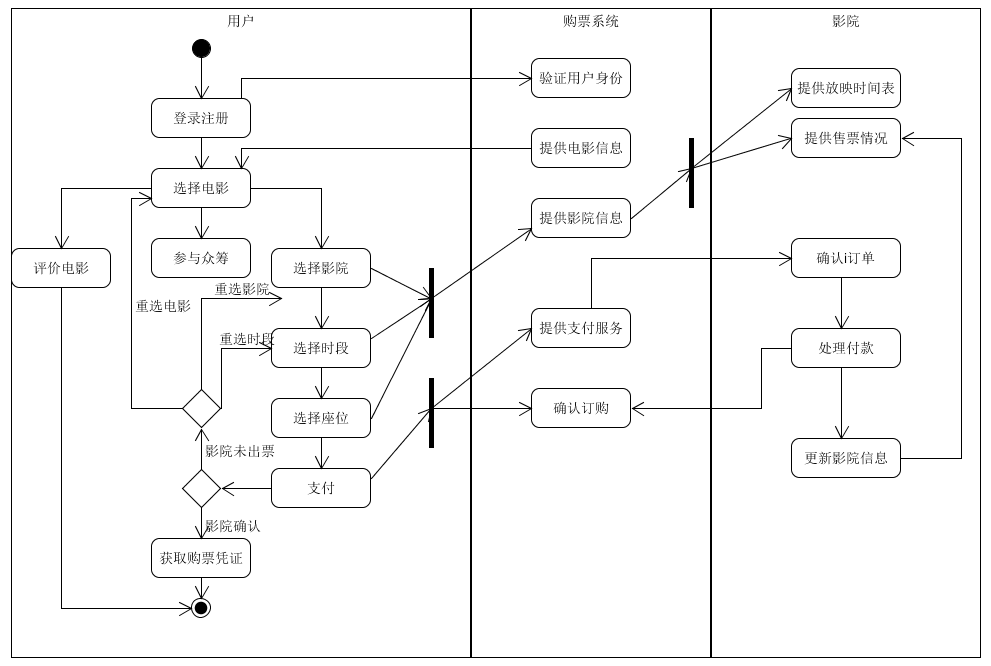 用户
购票系统
影院
登录注册
验证用户身份
提供放映时间表
提供售票情况
提供电影信息
选择电影
提供影院信息
评价电影
参与众筹
选择影院
确认i订单
重选影院
重选电影
重选时段
选择时段
提供支付服务
处理付款
选择座位
确认订购
影院未出票
更新影院信息
支付
影院确认
获取购票凭证